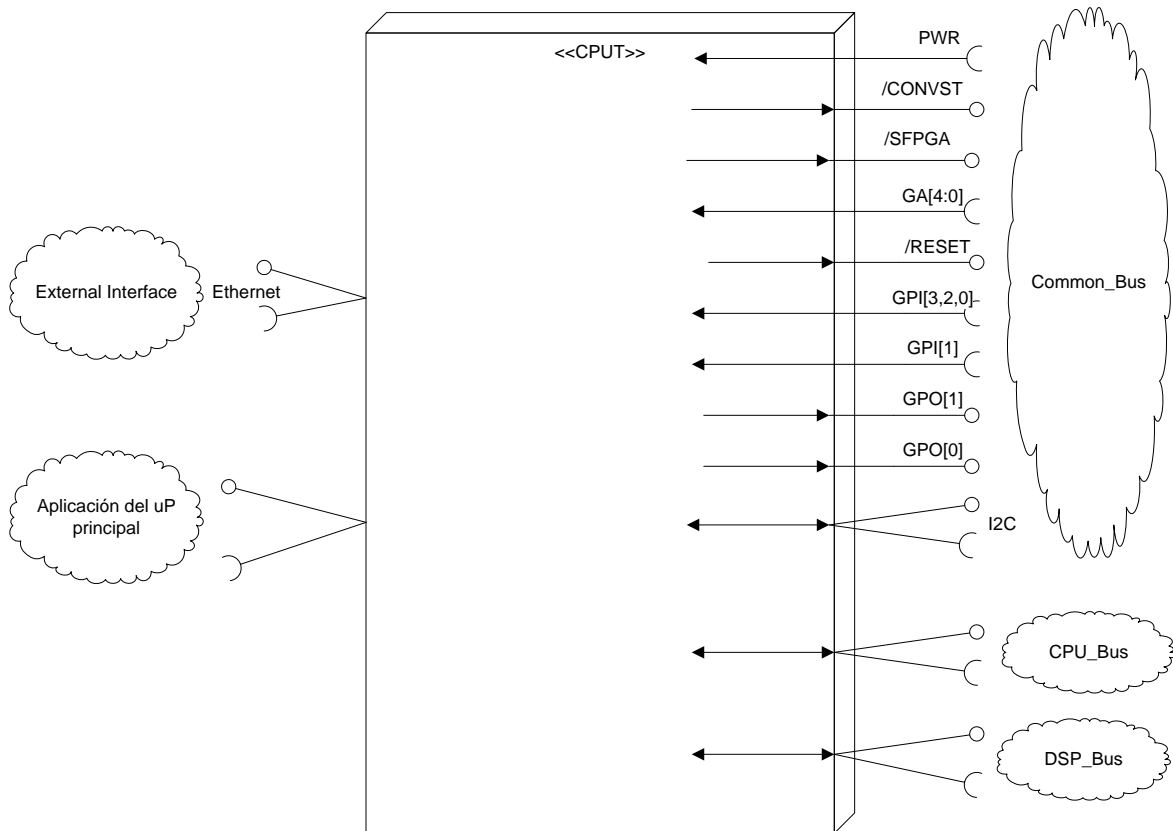 <<CPUT>>
PWR
/CONVST
/SFPGA
GA[4:0]
/RESET
GPI[3,2,0]
GPI[1]
GPO[1]
GPO[0]
I2C
Common_Bus
External Interface
Ethernet
Aplicación del uP
principal
CPU_Bus
DSP_Bus